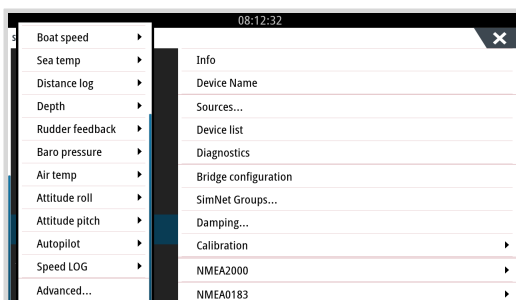 08:12:32
s
Boat speed
Sea temp
Distance log
Depth
Rudder feedback
Baro pressure
Air temp
Attitude roll
Attitude pitch
Autopilot
Speed LOG
Advanced...
Info
Device Name
Sources...
Device list
Diagnostics
Bridge configuration
SimNet Groups...
Damping...
Calibration
NMEA2000
NMEA0183